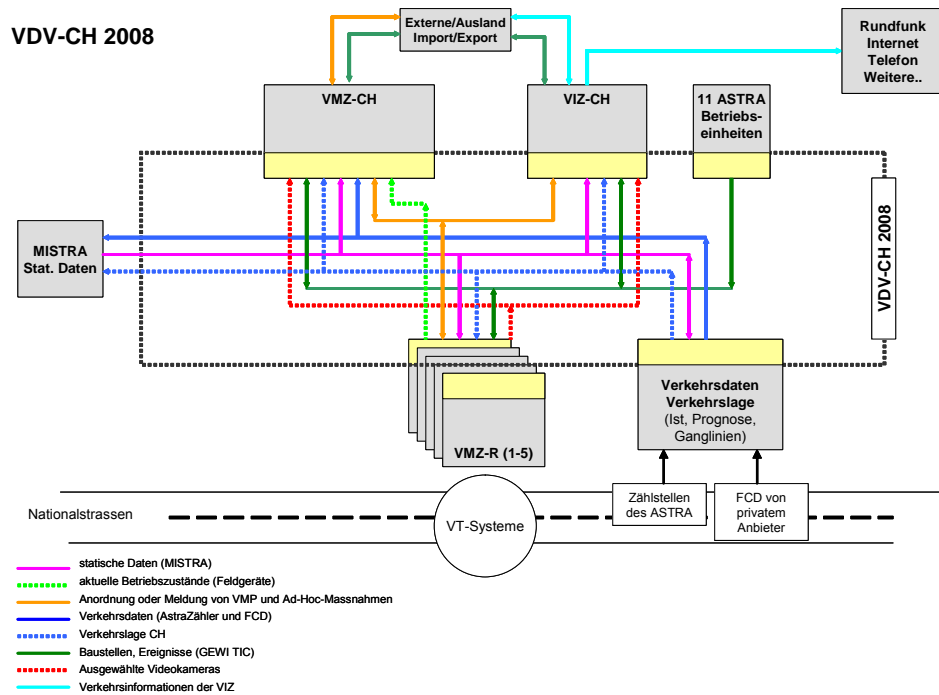 VDV-CH 2008
Externe/Ausland
Import/Export
Rundfunk
Internet
Telefon
Weitere..
VMZ-CH
VIZ-CH
11 ASTRA
Betriebs-
einheiten
VDV-CH 2008
MISTRA
Stat. Daten
Verkehrsdaten
Verkehrslage
(Ist, Prognose,
Ganglinien)
VMZ-R (1-5)
Zählstellen
des ASTRA
FCD von
privatem
Anbieter
Nationalstrassen
VT-Systeme
statische Daten (MISTRA)
aktuelle Betriebszustände (Feldgeräte)
Anordnung oder Meldung von VMP und Ad-Hoc-Massnahmen
Verkehrsdaten (AstraZähler und FCD)
Verkehrslage CH
Baustellen, Ereignisse (GEWI TIC)
Ausgewählte Videokameras
Verkehrsinformationen der VIZ